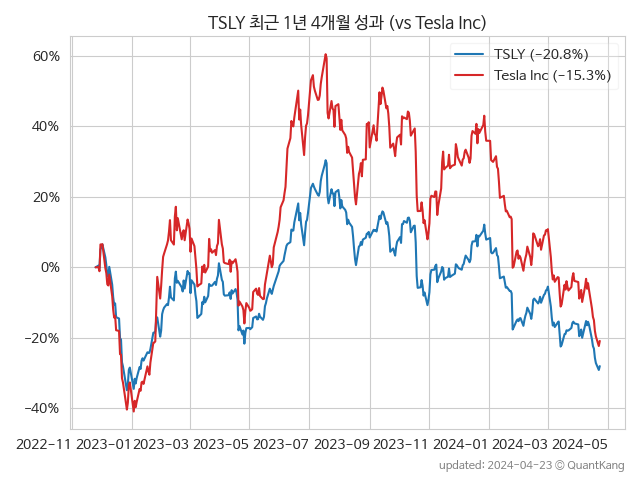 TSLY 최근 1년 4개월 성과 (vs Tesla Inc)
TSLY (−20.8%)
Tesla Inc (−15.3%)
60%
40%
20%
0%
−20%
−40%
2022−11 2023−01 2023−03 2023−05 2023−07 2023−09 2023−11 2024−01 2024−03 2024−05
updated: 2024−04−23 ⓒ QuantKang